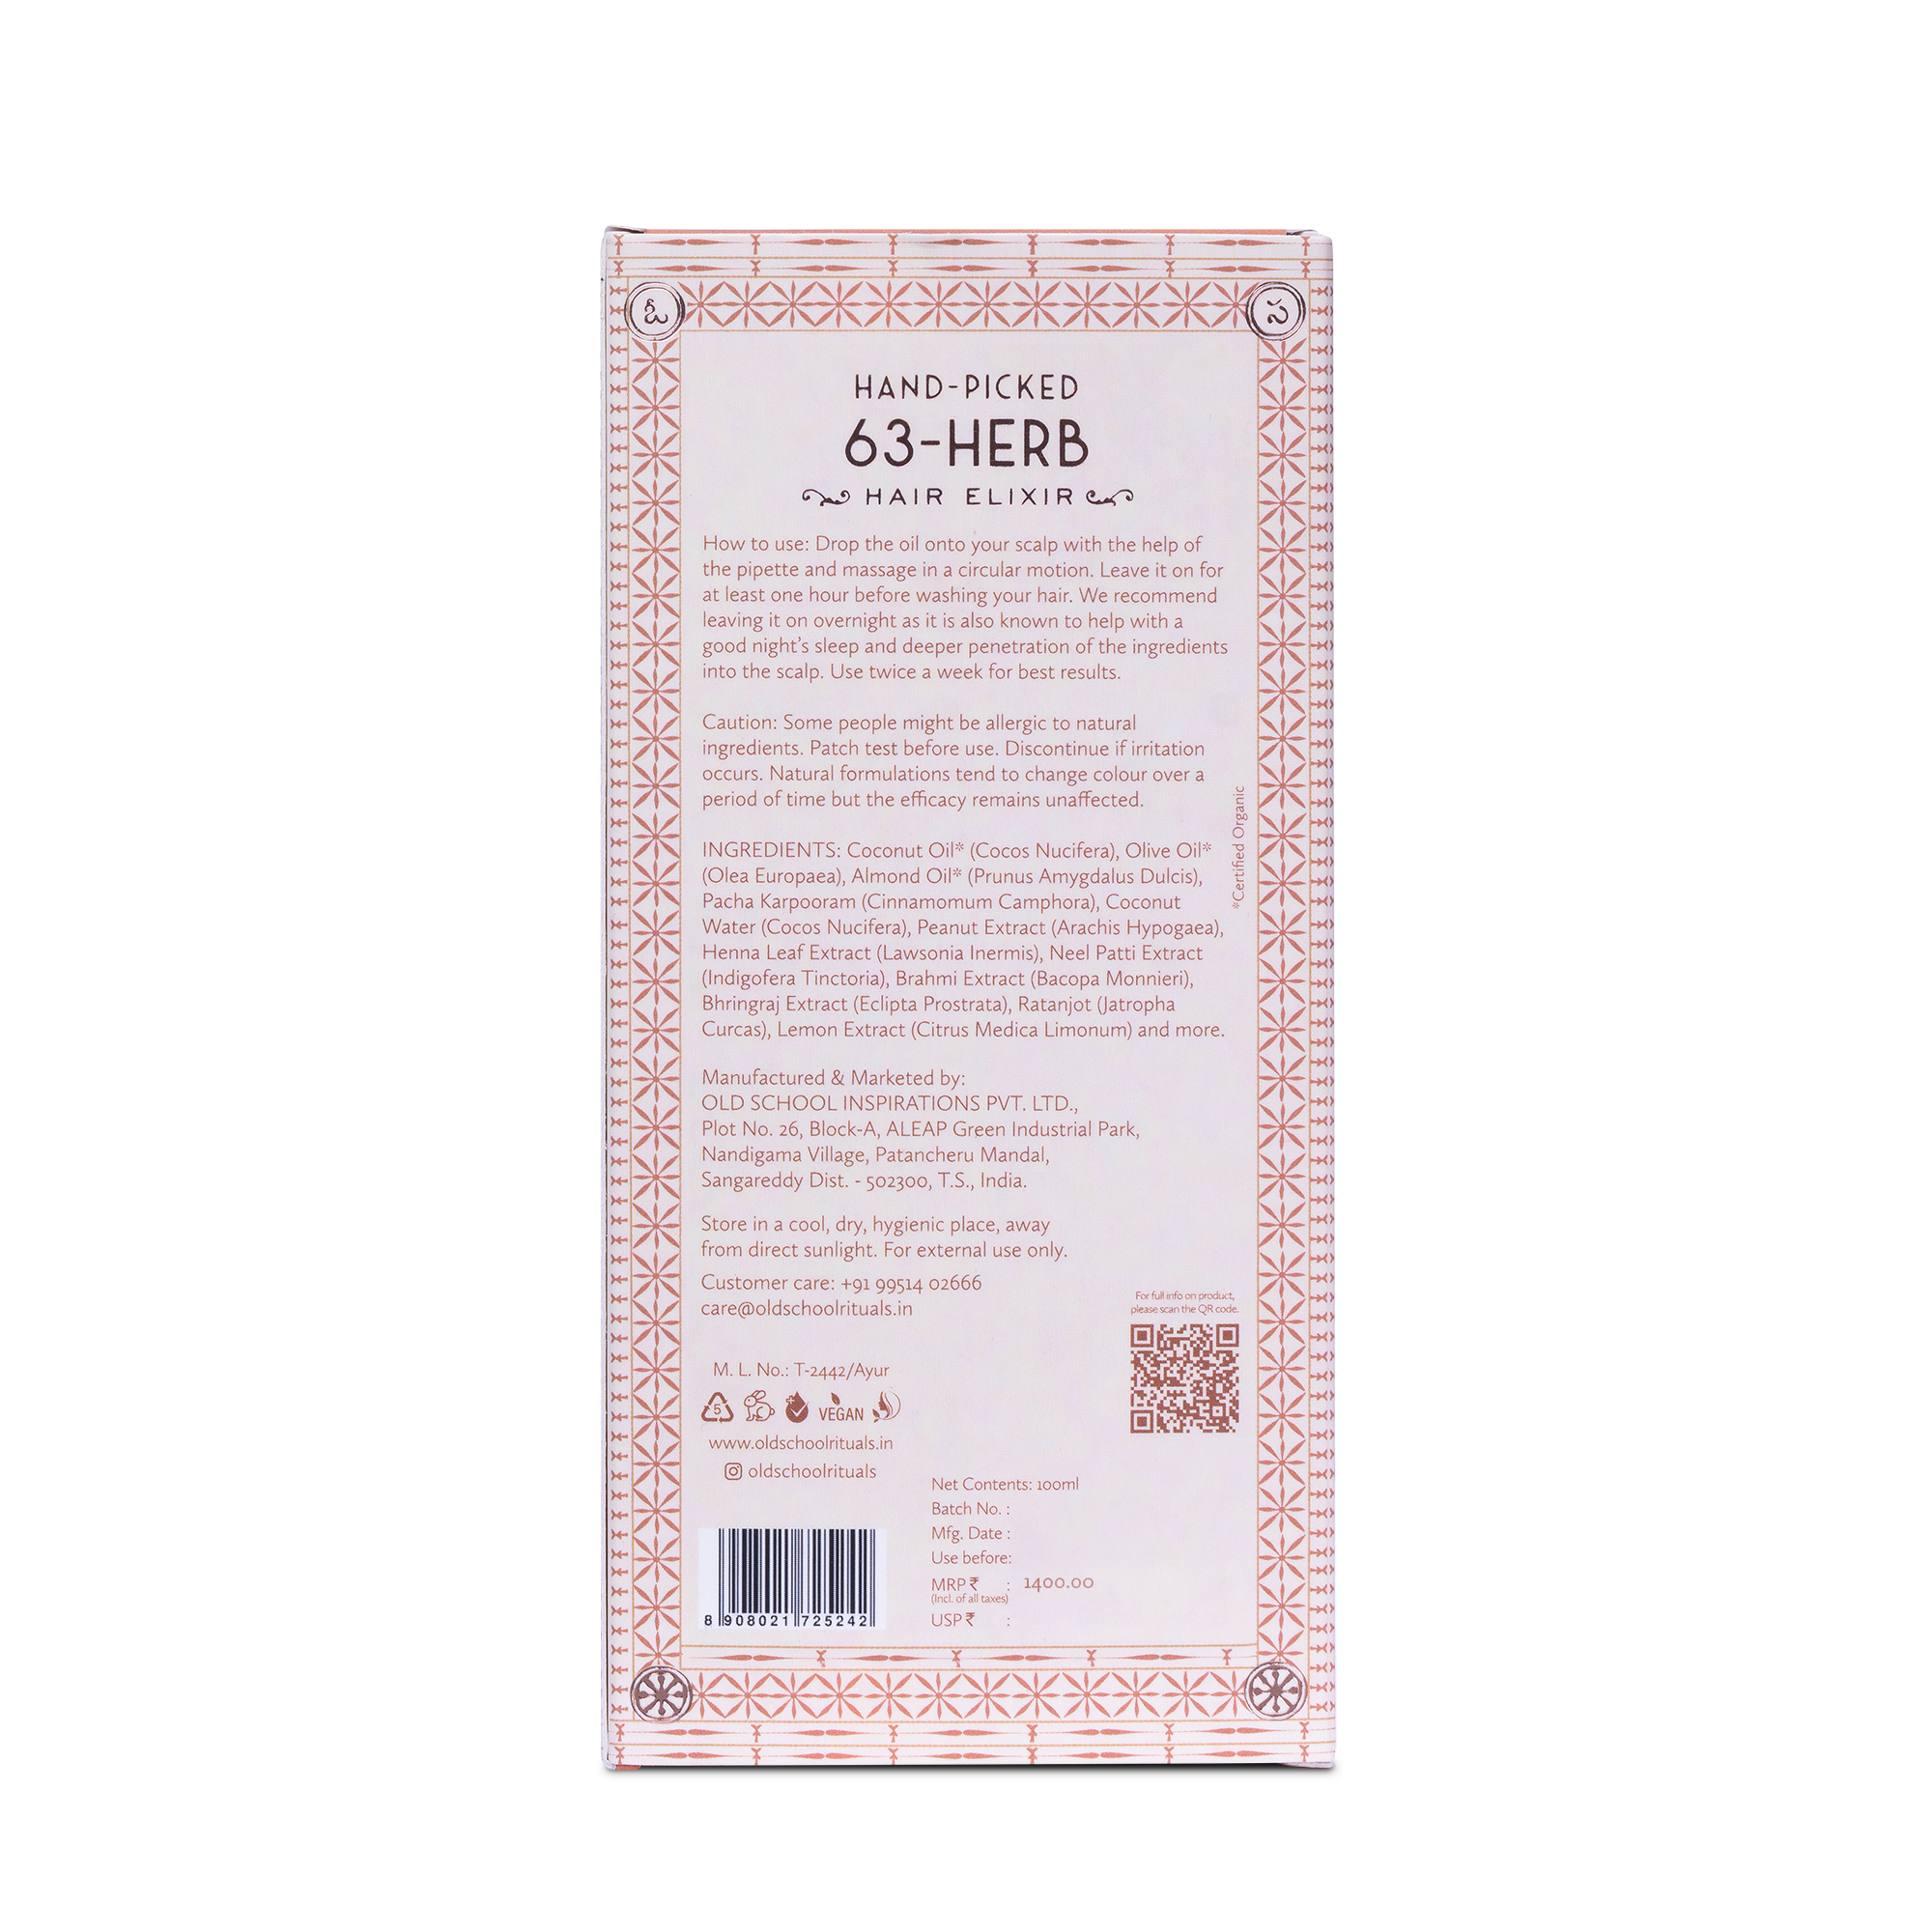 HAND-PICKED
63-HERB
HAIR ELIXIR
How to use: Drop the oil onto your scalp with the help of
the pipette and massage in a circular motion. Leave it on for
at least one hour before washing your hair. We recommend
leaving it on overnight as it is also known to help with a
good night's sleep and deeper penetration of the ingredients
into the scalp. Use twice a week for best results.
Caution: Some people might be allergic to natural
ingredients. Patch test before use. Discontinue if irritation
occurs. Natural formulations tend to change colour over a
period of time but the efficacy remains unaffected.
*Certified Organic
INGREDIENTS: Coconut Oil* (Cocos Nucifera), Olive Oil*
(Olea Europaea), Almond Oil* (Prunus Amygdalus Dulcis),
Pacha Karpooram (Cinnamomum Camphora), Coconut
Water (Cocos Nucifera), Peanut Extract (Arachis Hypogaea),
Henna Leaf Extract (Lawsonia Inermis), Neel Patti Extract
(Indigofera Tinctoria), Brahmi Extract (Bacopa Monnieri),
Bhringraj Extract (Eclipta Prostrata), Ratanjot (Jatropha
Curcas), Lemon Extract (Citrus Medica Limonum) and more.
Manufactured & Marketed by:
OLD SCHOOL INSPIRATIONS PVT. LTD.,
Plot No. 26, Block-A, ALEAP Green Industrial Park,
Nandigama Village, Patancheru Mandal,
Sangareddy Dist. - 502300, T.S., India.
Store in a cool, dry, hygienic place, away
from direct sunlight. For external use only.
Customer care: +91 99514 02666
care@oldschoolrituals.in
For full info on product,
please scan the QR code.
M. L. No.: T-2442/Ayur
5
VEGAN
www.oldschoolrituals.in
oldschoolrituals
Net Contents: 100ml
Batch No. :
Mfg. Date :
Use before:
MRP ₹ : 1400.00
(Incl. of all taxes)
USP ₹ :
8 908021 725242